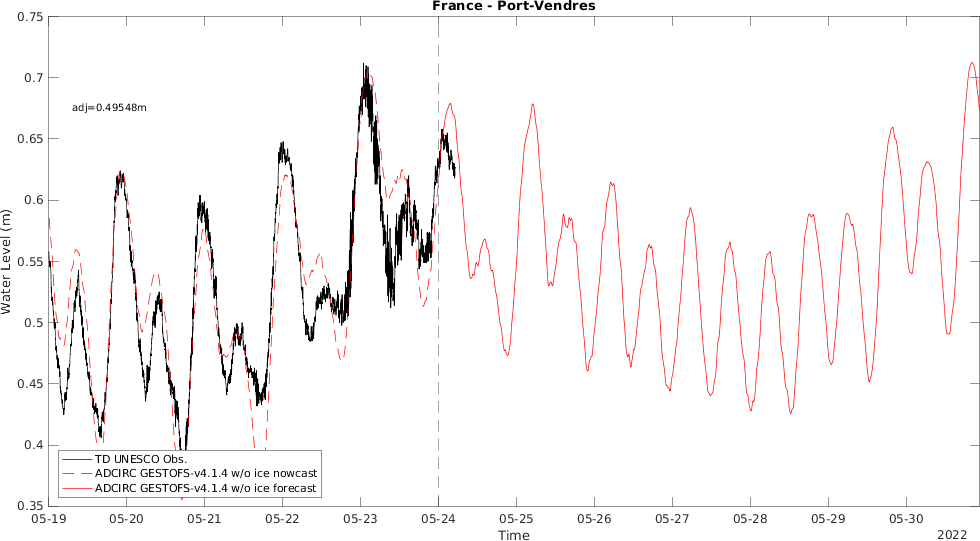 France - Port-Vendres
0.75
0.7
0.65
0.6
0.55
0.5
0.45
0.4
0.35
Water Level (m)
adj=0.49548m
TD UNESCO Obs.
ADCIRC GESTOFS-v4.1.4 w/o ice nowcast
ADCIRC GESTOFS-v4.1.4 w/o ice forecast
05-19 05-20 05-21 05-22 05-23 05-24 05-25 05-26 05-27 05-28 05-29 05-30
Time
2022